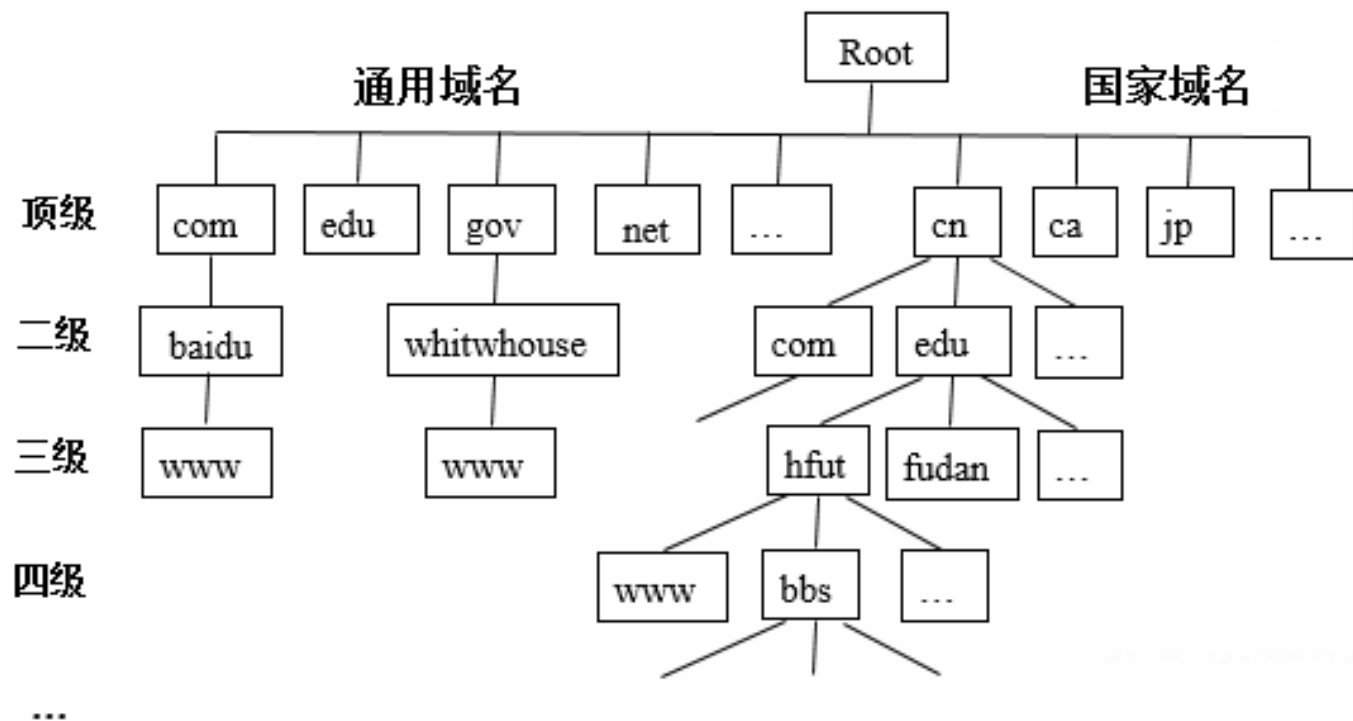 Root
通用域名 国家域名
顶级 com edu gov net … cn ca jp …
二级 baidu whitwhouse com edu …
三级 www www hfut fudan …
四级 www bbs …
...